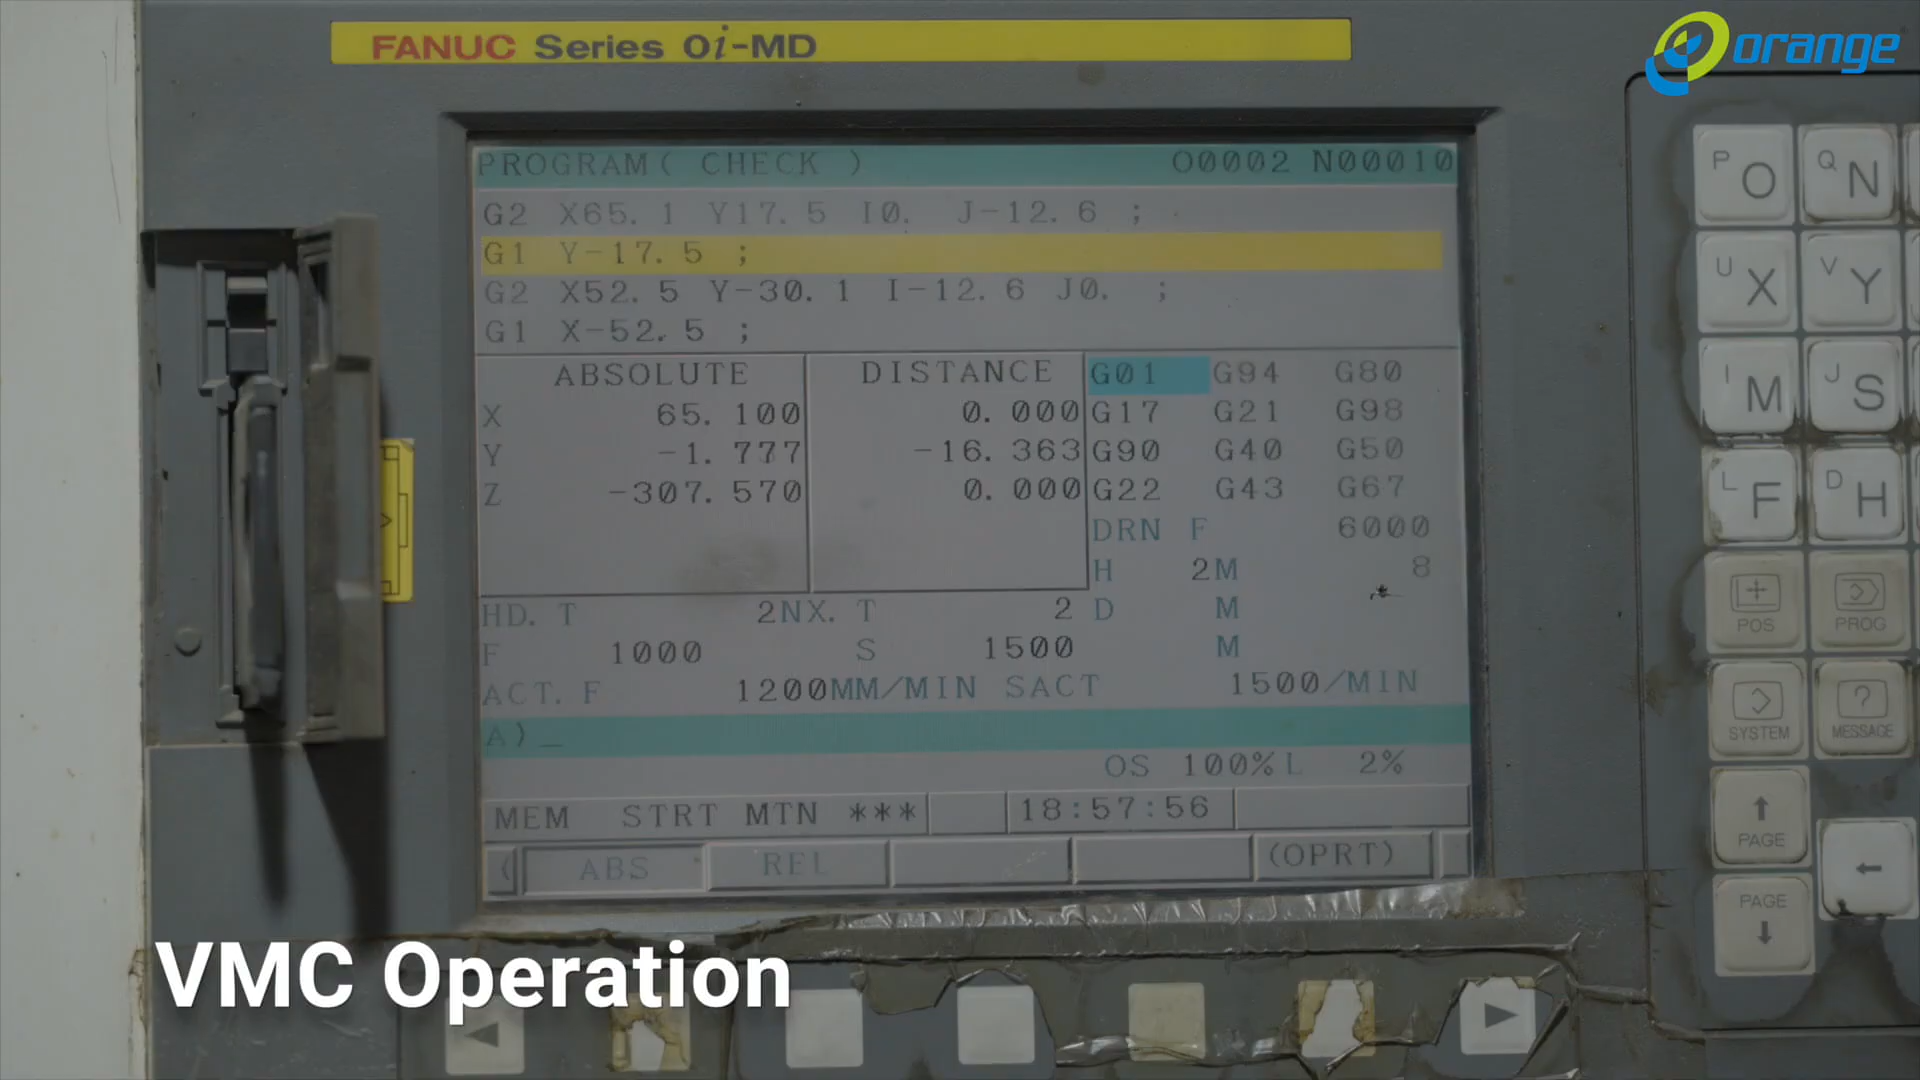 FANUC Series 0i-MD
orange
PROGRAM( CHECK ) O0002 N00010
G2 X65.1 Y17.5 I0. J-12.6 ;
G1 Y-17.5 ;
G2 X52.5 Y-30.1 I-12.6 J0. ;
G1 X-52.5 ;
ABSOLUTE DISTANCE G01 G94 G80
X 65.100 0.000 G17 G21 G98
Y -1.777 -16.363 G90 G40 G50
Z -307.570 0.000 G22 G43 G67
DRN F 6000
H 2 M 8
HD.T 2 NX.T 2 D M
F 1000 S 1500 M
ACT.F 1200MM/MIN SACT 1500/MIN
A)_
OS 100% L 2%
MEM STRT MTN *** 18:57:56
( ABS REL (OPRT)
P O Q N
U X V Y
I M J S
L F D H
POS PROG
SYSTEM ? MESSAGE
↑ PAGE
←
PAGE ↓
VMC Operation